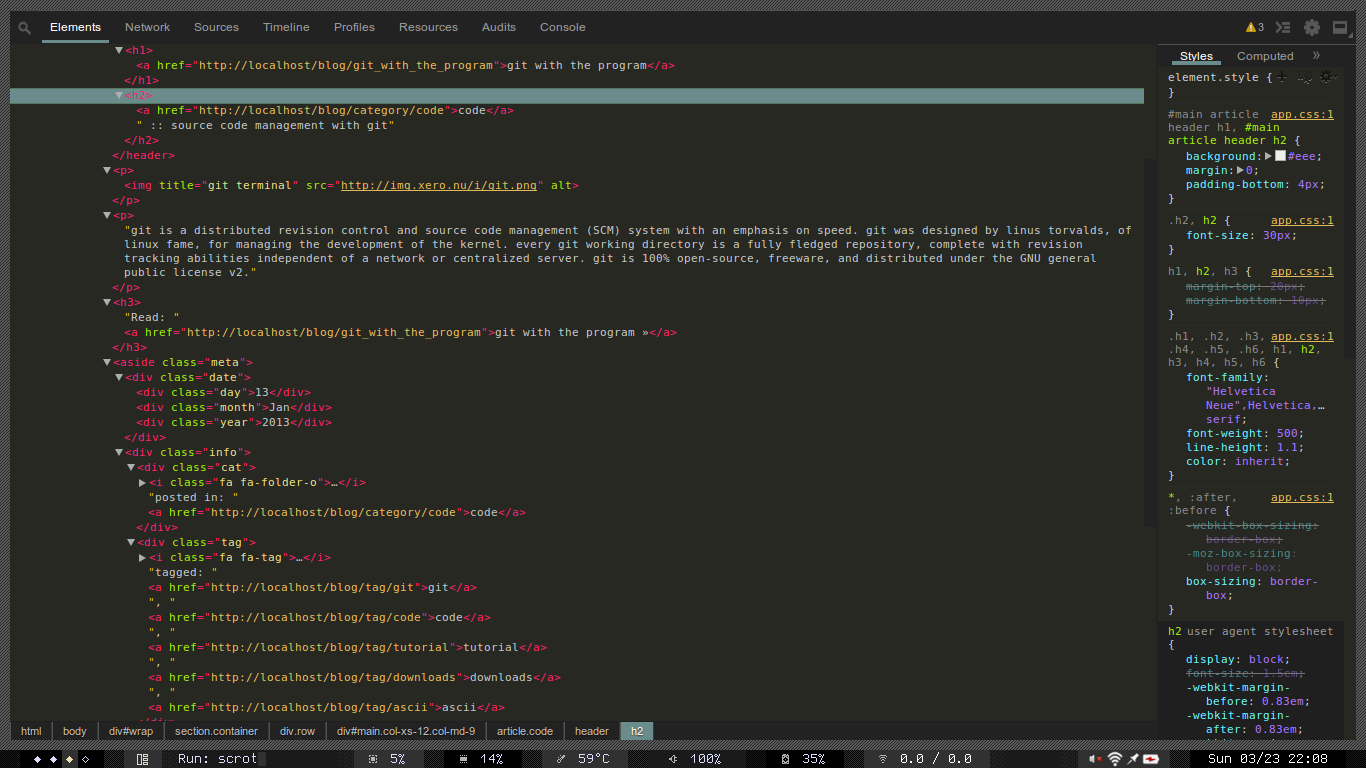 Elements Network Sources Timeline Profiles Resources Audits Console 3
<h1>
<a href="http://localhost/blog/git_with_the_program">git with the program</a>
</h1>
<h2>
<a href="http://localhost/blog/category/code">code</a>
" :: source code management with git"
</h2>
</header>
<p>
<img title="git terminal" src="http://img.xero.nu/i/git.png" alt>
</p>
<p>
"git is a distributed revision control and source code management (SCM) system with an emphasis on speed. git was designed by linus torvalds, of
linux fame, for managing the development of the kernel. every git working directory is a fully fledged repository, complete with revision
tracking abilities independent of a network or centralized server. git is 100% open-source, freeware, and distributed under the GNU general
public license v2."
</p>
<h3>
"Read: "
<a href="http://localhost/blog/git_with_the_program">git with the program »</a>
</h3>
<aside class="meta">
<div class="date">
<div class="day">13</div>
<div class="month">Jan</div>
<div class="year">2013</div>
</div>
<div class="info">
<div class="cat">
<i class="fa fa-folder-o">…</i>
"posted in: "
<a href="http://localhost/blog/category/code">code</a>
</div>
<div class="tag">
<i class="fa fa-tag">…</i>
"tagged: "
<a href="http://localhost/blog/tag/git">git</a>
", "
<a href="http://localhost/blog/tag/code">code</a>
", "
<a href="http://localhost/blog/tag/tutorial">tutorial</a>
", "
<a href="http://localhost/blog/tag/downloads">downloads</a>
", "
<a href="http://localhost/blog/tag/ascii">ascii</a>
Styles Computed »
element.style {
}
#main article app.css:1
header h1, #main
article header h2 {
background: #eee;
margin: 0;
padding-bottom: 4px;
}
.h2, h2 { app.css:1
font-size: 30px;
}
h1, h2, h3 { app.css:1
margin-top: 20px;
margin-bottom: 10px;
}
.h1, .h2, .h3, app.css:1
.h4, .h5, .h6, h1, h2,
h3, h4, h5, h6 {
font-family:
"Helvetica
Neue",Helvetica,…
serif;
font-weight: 500;
line-height: 1.1;
color: inherit;
}
*, :after, app.css:1
:before {
-webkit-box-sizing:
border-box;
-moz-box-sizing:
border-box;
box-sizing: border-
box;
}
h2 user agent stylesheet
{
display: block;
font-size: 1.5em;
-webkit-margin-
before: 0.83em;
-webkit-margin-
after: 0.83em;
html body div#wrap section.container div.row div#main.col-xs-12.col-md-9 article.code header h2
Run: scrot 5% 14% 59°C 100% 35% 0.0 / 0.0 Sun 03/23 22:08